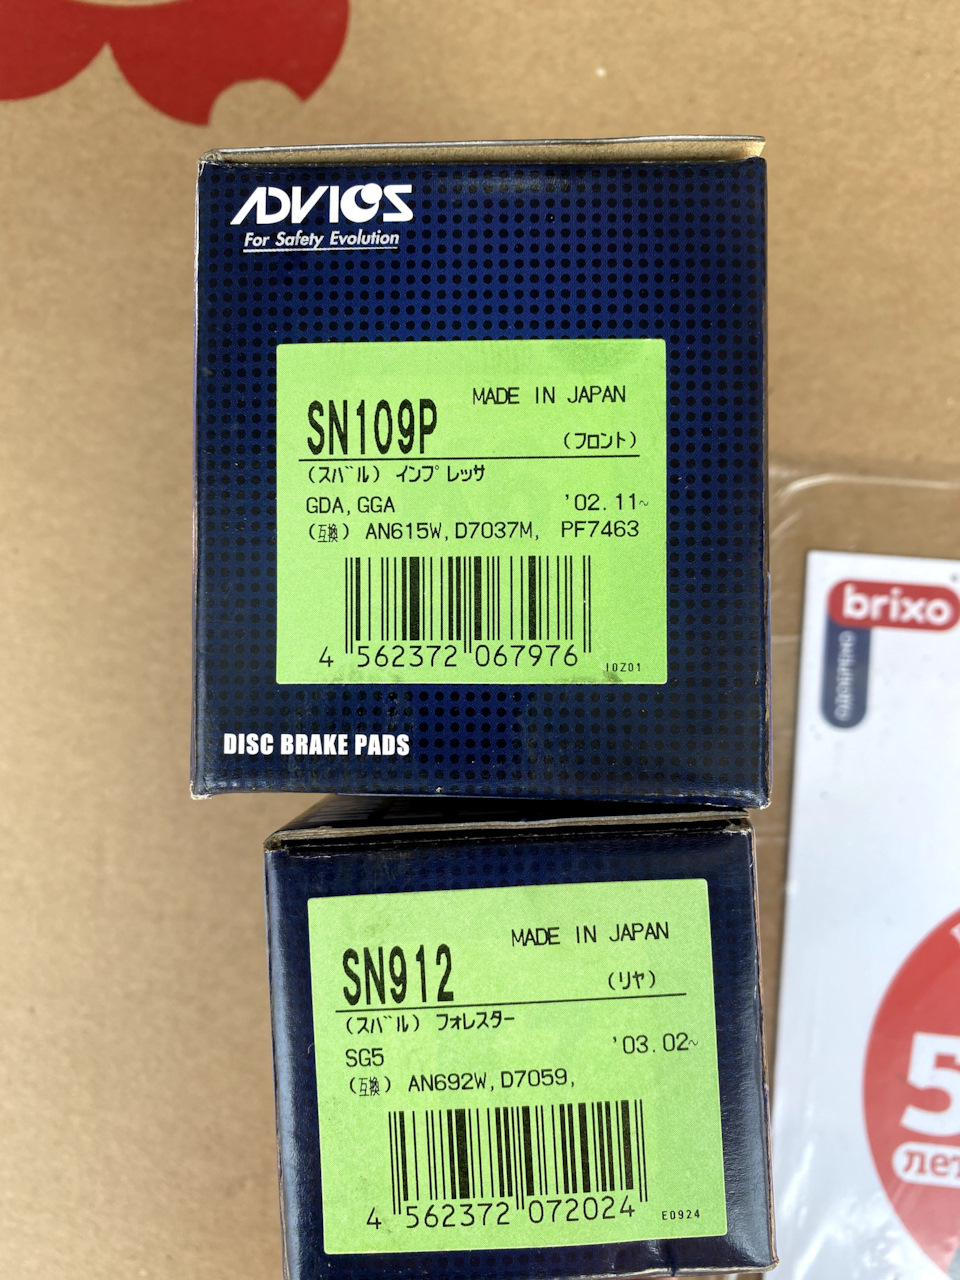 ADVICS
For Safety Evolution
MADE IN JAPAN
SN109P
(フロント)
(スバル) インプレッサ
GDA, GGA '02. 11~
(互換) AN615W, D7037M, PF7463
4 562372 067976
I0Z01
DISC BRAKE PADS
MADE IN JAPAN
SN912
(リヤ)
(スバル) フォレスター
SG5 '03. 02~
(互換) AN692W, D7059,
4 562372 072024
E0924
brixo
5
лет